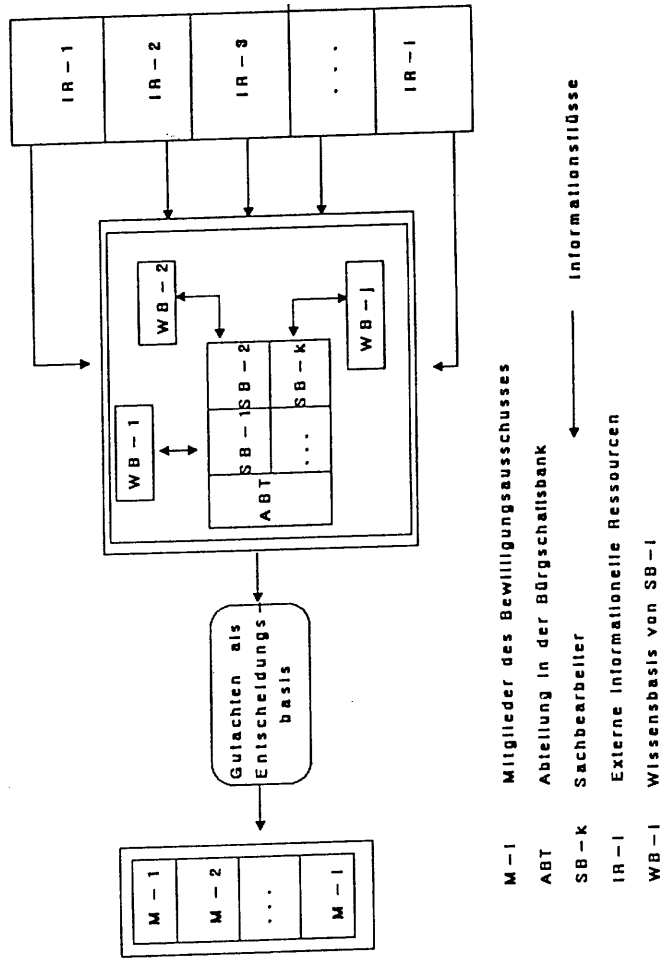 M - 1
M - 2
...
M - i
Gutachten als
Entscheidungs-
basis
WB - 1
WB - 2
ABT
SB - 1
SB - 2
...
SB - k
WB - j
IR - 1
IR - 2
IR - 3
...
IR - i
M - i Mitglieder des Bewilligungsausschusses
ABT Abteilung in der Bürgschaftsbank
SB - k Sachbearbeiter
Informationsflüsse
IR - i Externe Informationelle Ressourcen
WB - i Wissensbasis von SB - i